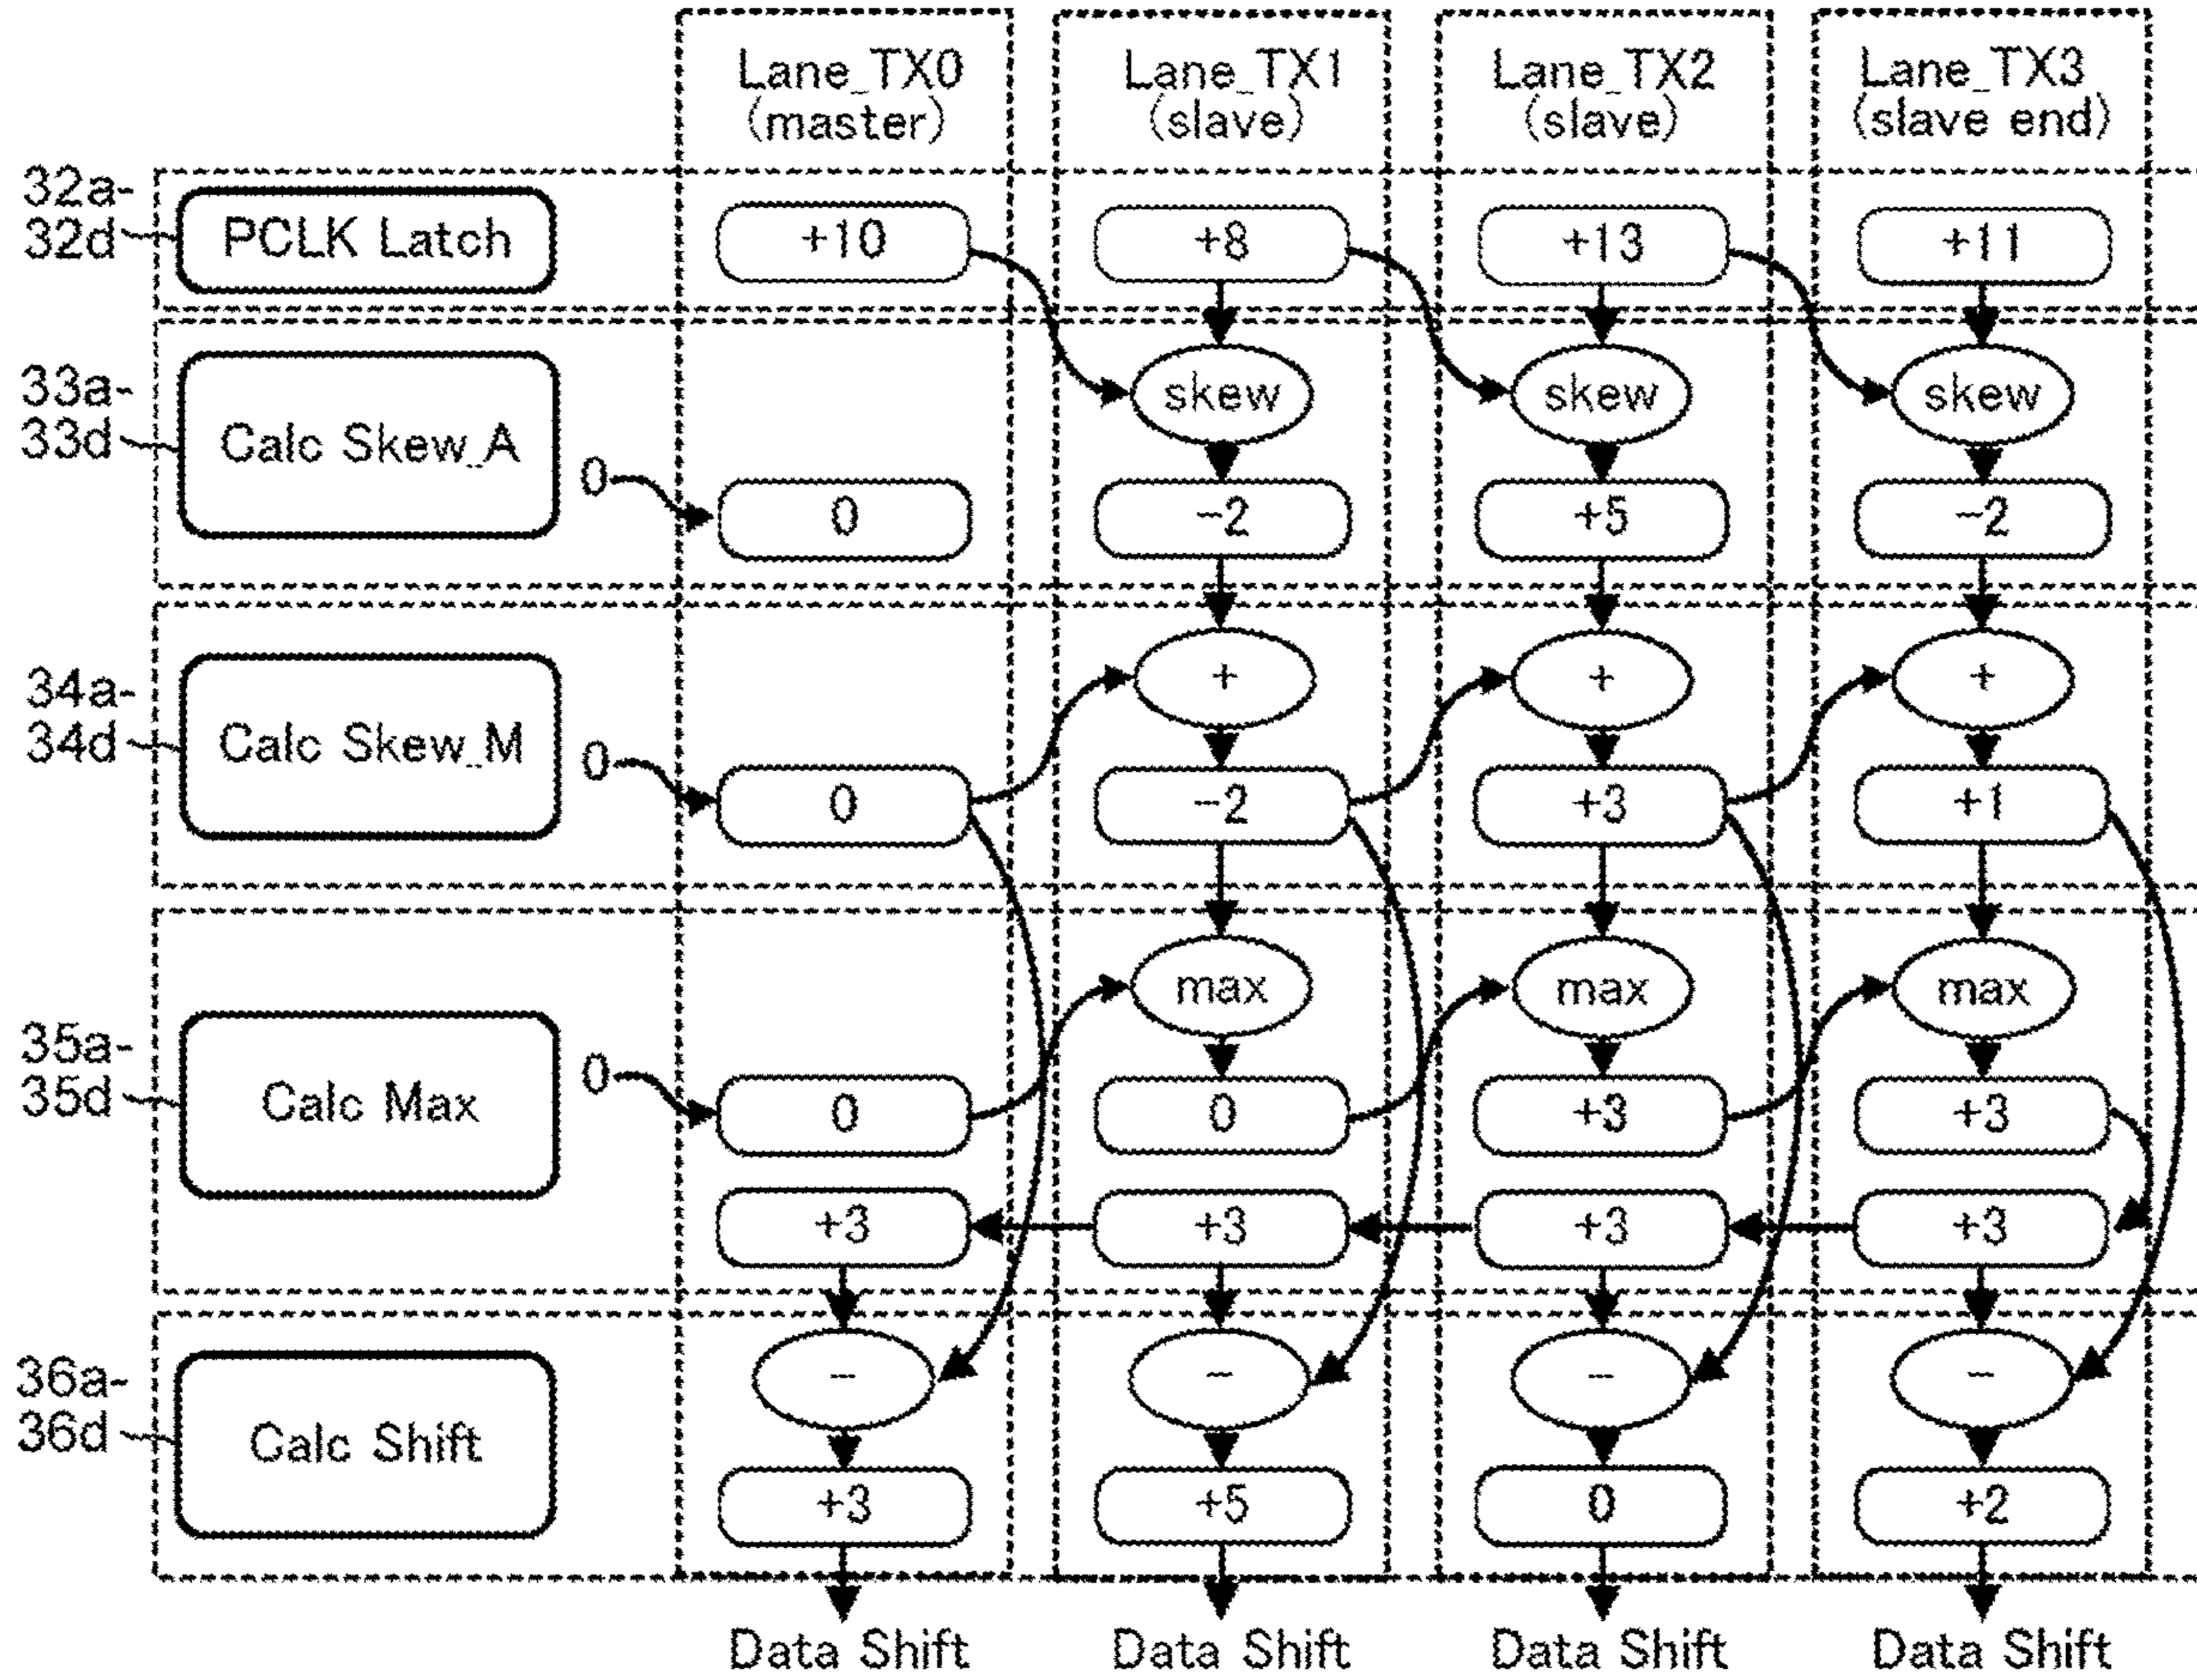 Lane_TX0 Lane_TX1 Lane_TX2 Lane_TX3
(master) (slave) (slave) (slave end)
32a-
32d PCLK Latch +10 +8 +13 +11
33a-
33d Calc Skew_A skew skew skew
0 0 -2 +5 -2
34a-
34d Calc Skew_M + + +
0 0 -2 +3 +1
max max max
35a-
35d Calc Max 0 0 0 +3 +3
+3 +3 +3 +3
36a- - - - -
36d Calc Shift
+3 +5 0 +2
Data Shift Data Shift Data Shift Data Shift